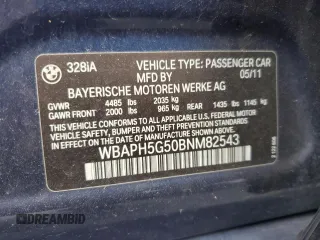 328iA
VEHICLE TYPE: PASSENGER CAR
MFD BY
05/11
BAYERISCHE MOTOREN WERKE AG
GVWR 4485 lbs 2035 kg
GAWR FRONT 2000 lbs 965 kg REAR 1435 lbs 1145 kg
THIS VEHICLE CONFORMS TO ALL APPLICABLE FEDERAL MOTOR
VEHICLE SAFETY, BUMPER, AND THEFT PREVENTION STANDARDS
IN EFFECT ON THE DATE OF MANUFACTURE SHOWN ABOVE.
WBAPH5G50BNM82543
DREAMBID